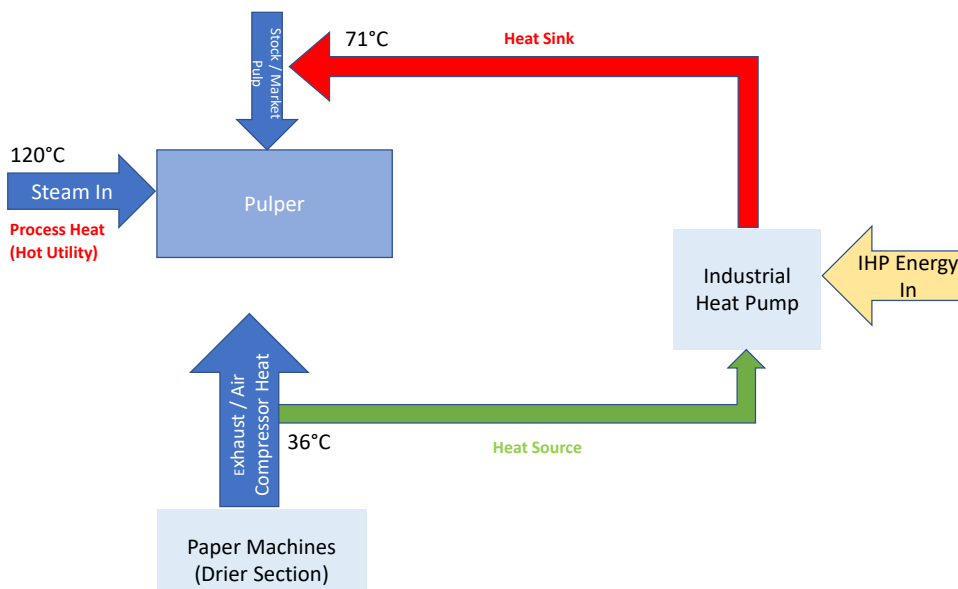 71°C
Heat Sink
Stock / Market
Pulp
120°C
Steam In
Pulper
Process Heat
(Hot Utility)
Industrial
Heat Pump
IHP Energy
In
Exhaust / Air
Compressor Heat
36°C
Heat Source
Paper Machines
(Drier Section)